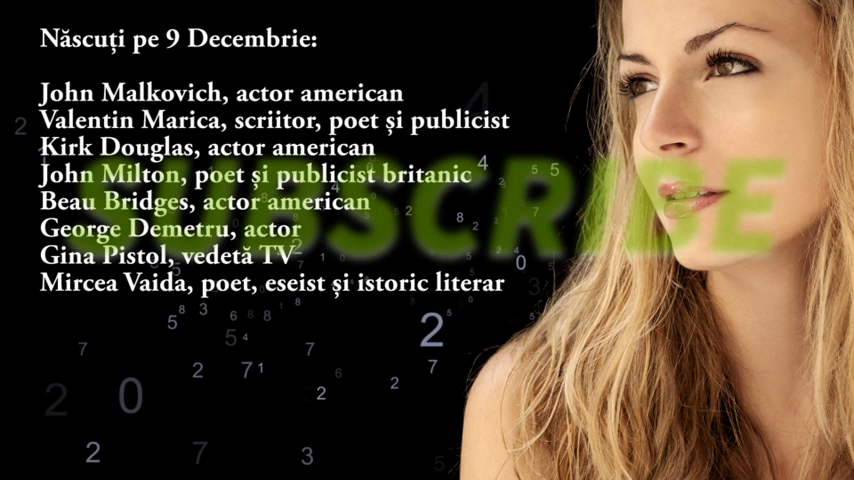 Născuți pe 9 Decembrie:
John Malkovich, actor american
Valentin Marica, scriitor, poet și publicist
Kirk Douglas, actor american
John Milton, poet și publicist britanic
Beau Bridges, actor american
George Demetru, actor
Gina Pistol, vedetă TV
Mircea Vaida, poet, eseist și istoric literar
SUBSCRIBE